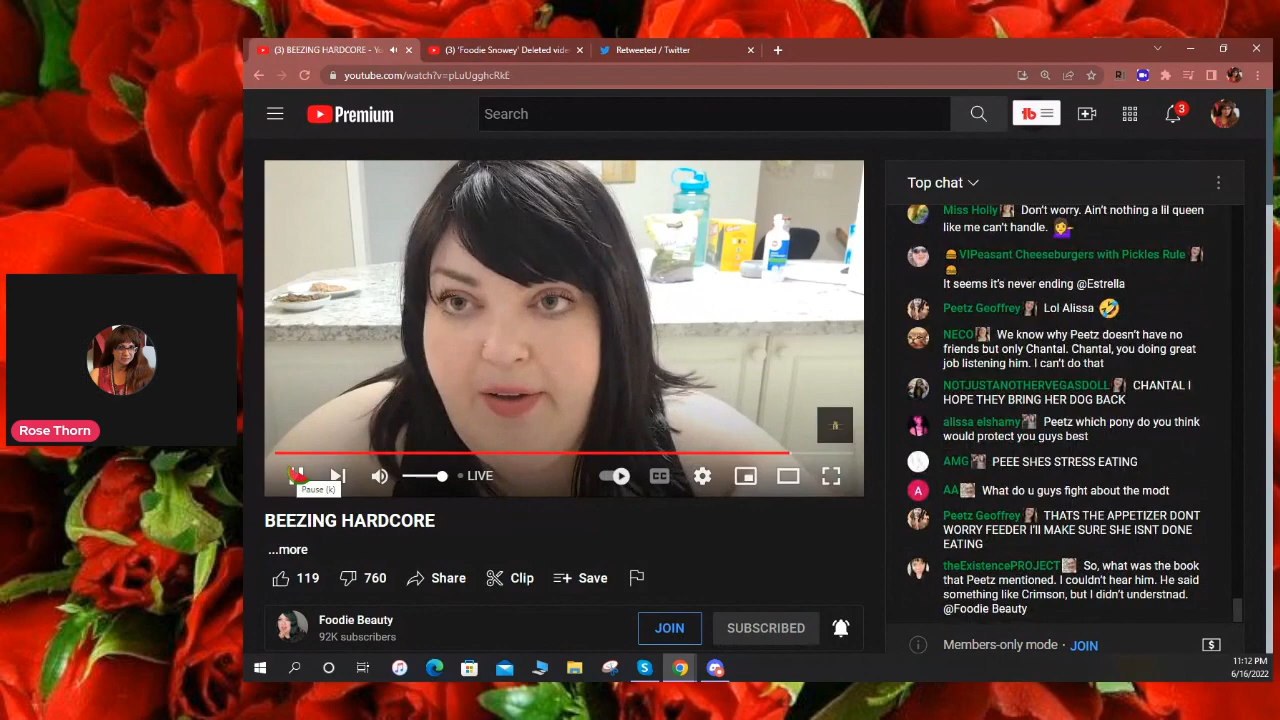 (3) BEEZING HARDCORE - Yo
(3) 'Foodie Snowey' Deleted vide
Retweeted / Twitter
youtube.com/watch?v=pLuUgghcRkE
Premium
Search
tb
3
Top chat
Miss Holly Don't worry. Ain't nothing a lil queen
like me can't handle.
VIPeasant Cheeseburgers with Pickles Rule
It seems it's never ending @Estrella
Peetz Geoffrey Lol Alissa
NECO We know why Peetz doesn't have no
friends but only Chantal. Chantal, you doing great
job listening him. I can't do that
NOTJUSTANOTHERVEGASDOLL CHANTAL I
HOPE THEY BRING HER DOG BACK
alissa elshamy Peetz which pony do you think
would protect you guys best
AMG PEEE SHES STRESS EATING
A AA What do u guys fight about the modt
Peetz Geoffrey THATS THE APPETIZER DONT
WORRY FEEDER I'll MAKE SURE SHE ISNT DONE
EATING
theExistencePROJECT So, what was the book
that Peetz mentioned. I couldn't hear him. He said
something like Crimson, but I didn't understnad.
@Foodie Beauty
Members-only mode · JOIN
Rose Thorn
LIVE
CC
Pause (k)
BEEZING HARDCORE
...more
119
760
Share
Clip
Save
Foodie Beauty
92K subscribers
JOIN
SUBSCRIBED
11:12 PM
6/16/2022